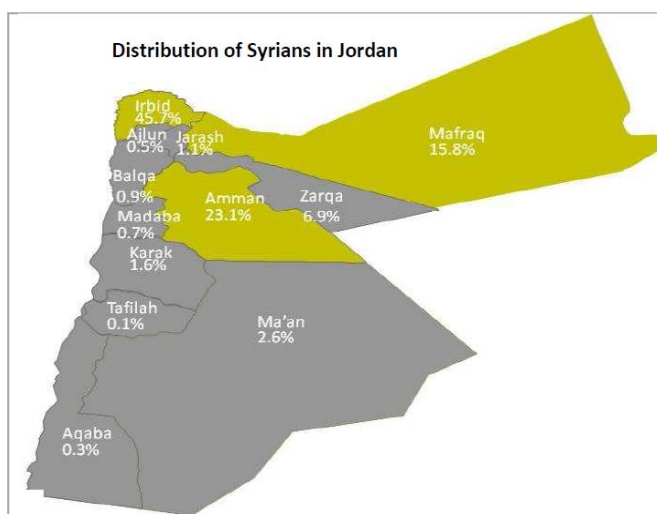 Distribution of Syrians in Jordan
Irbid
45.7%
Ajlun
0.5%
Jarash
1.1%
Mafraq
15.8%
Balqa
0.9%
Amman
23.1%
Zarqa
6.9%
Madaba
0.7%
Karak
1.6%
Tafilah
0.1%
Ma'an
2.6%
Aqaba
0.3%